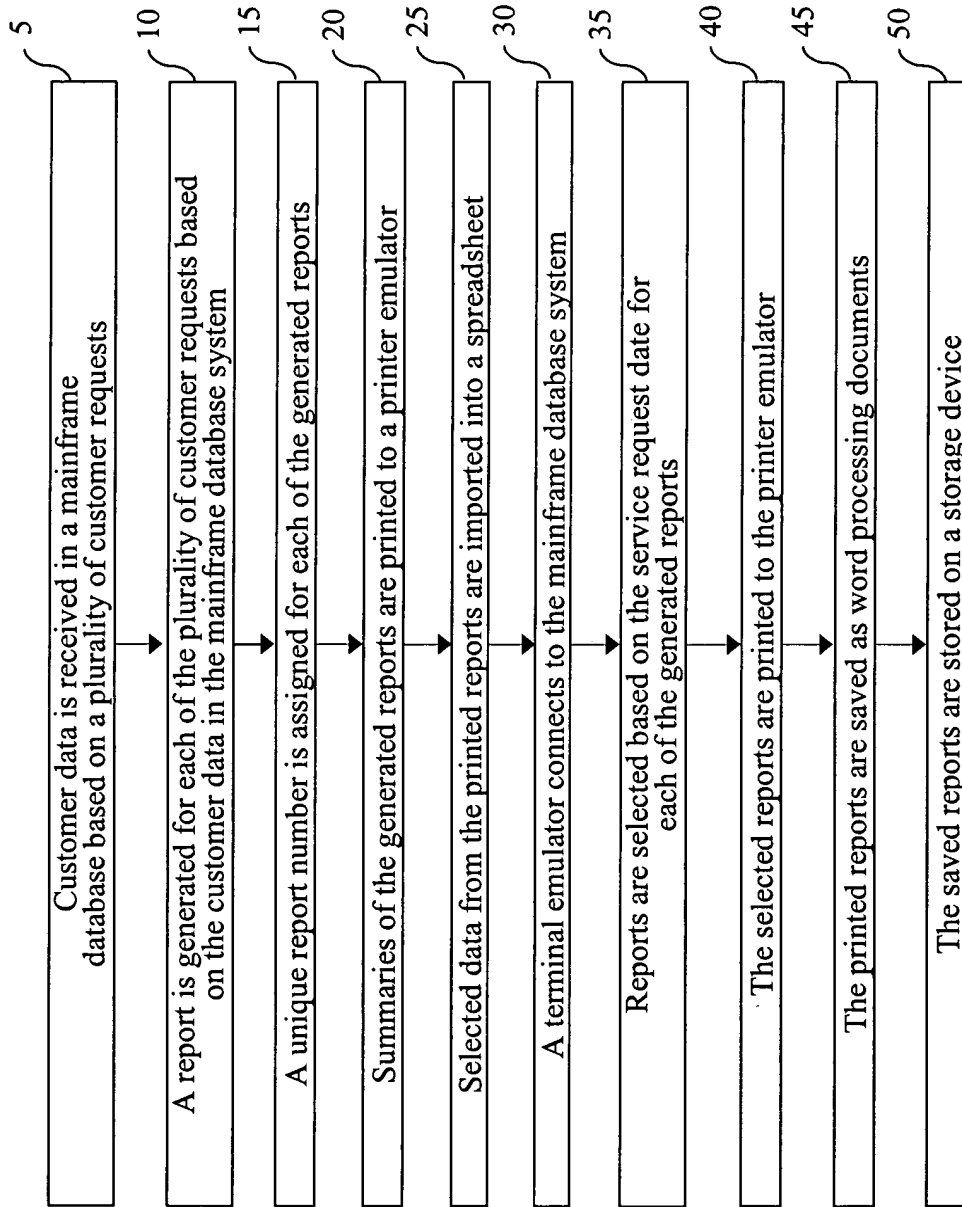 5
Customer data is received in a mainframe
database based on a plurality of customer requests
10
A report is generated for each of the plurality of customer requests based
on the customer data in the mainframe database system
15
A unique report number is assigned for each of the generated reports
20
Summaries of the generated reports are printed to a printer emulator
25
Selected data from the printed reports are imported into a spreadsheet
30
A terminal emulator connects to the mainframe database system
35
Reports are selected based on the service request date for
each of the generated reports
40
The selected reports are printed to the printer emulator
45
The printed reports are saved as word processing documents
50
The saved reports are stored on a storage device